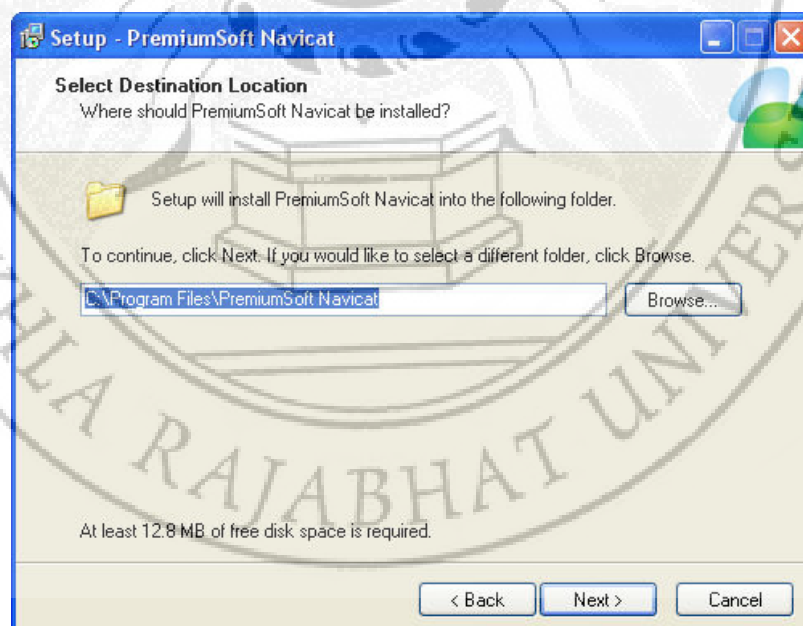 Setup - PremiumSoft Navicat
Select Destination Location
Where should PremiumSoft Navicat be installed?
Setup will install PremiumSoft Navicat into the following folder.
To continue, click Next. If you would like to select a different folder, click Browse.
C:\Program Files\PremiumSoft Navicat
Browse...
At least 12.8 MB of free disk space is required.
< Back
Next >
Cancel
RAJABHAT